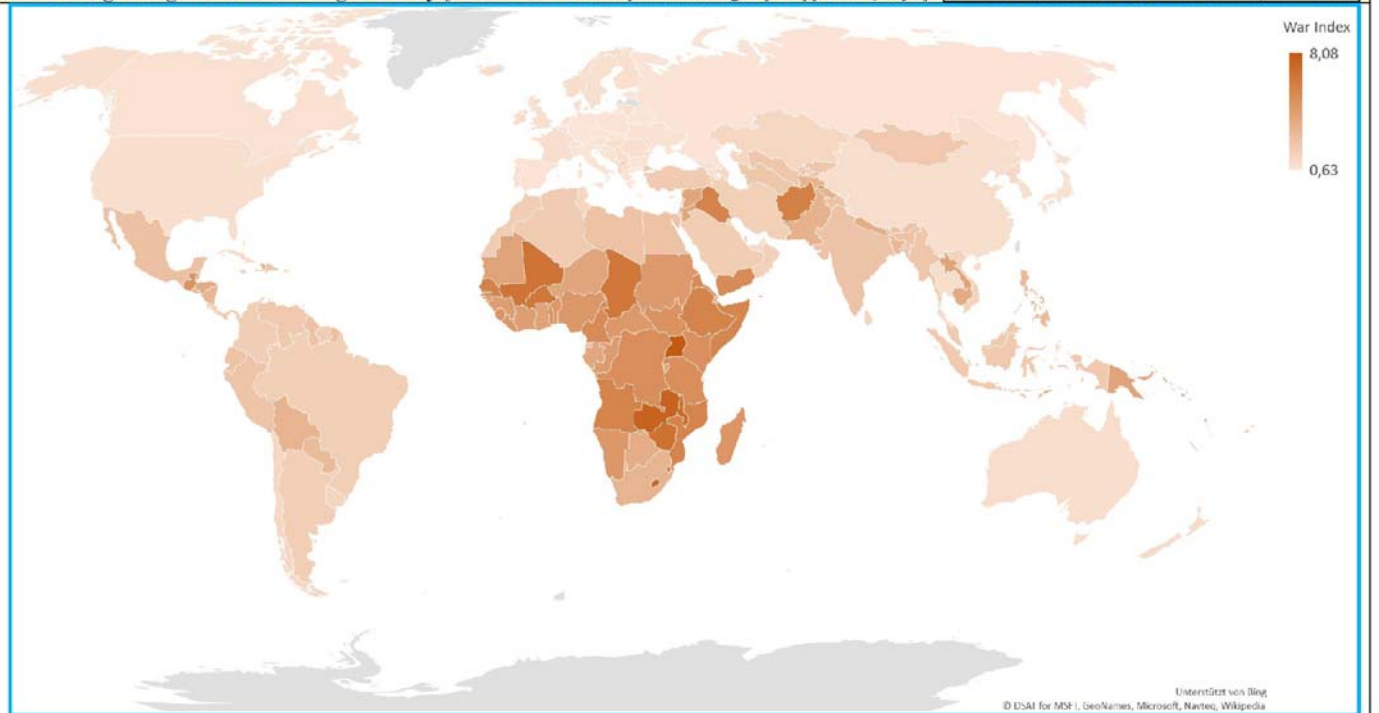 War Index
8,08
0,63
Unterstützt von Bing
© DSAT for MSFT, GeoNames, Microsoft, Navteq, Wikipedia